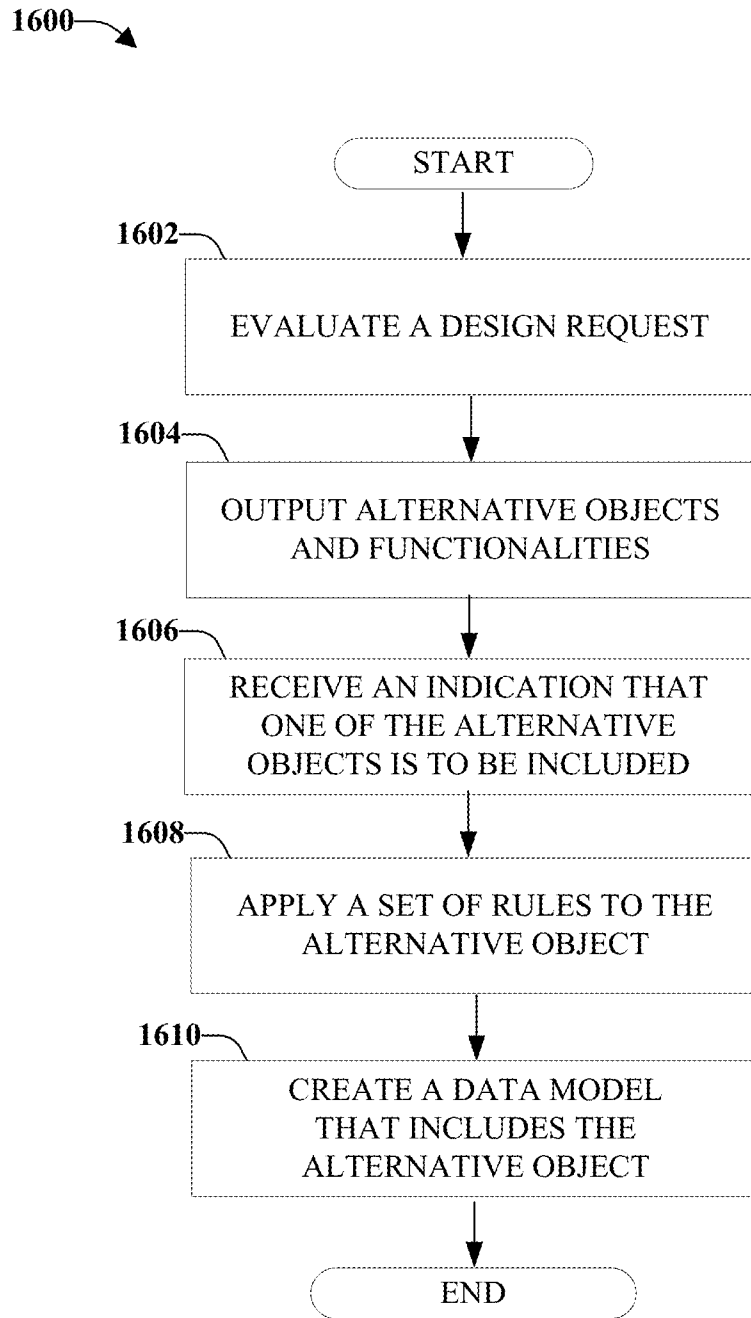 1600
START
1602
EVALUATE A DESIGN REQUEST
1604
OUTPUT ALTERNATIVE OBJECTS
AND FUNCTIONALITIES
1606
RECEIVE AN INDICATION THAT
ONE OF THE ALTERNATIVE
OBJECTS IS TO BE INCLUDED
1608
APPLY A SET OF RULES TO THE
ALTERNATIVE OBJECT
1610
CREATE A DATA MODEL
THAT INCLUDES THE
ALTERNATIVE OBJECT
END